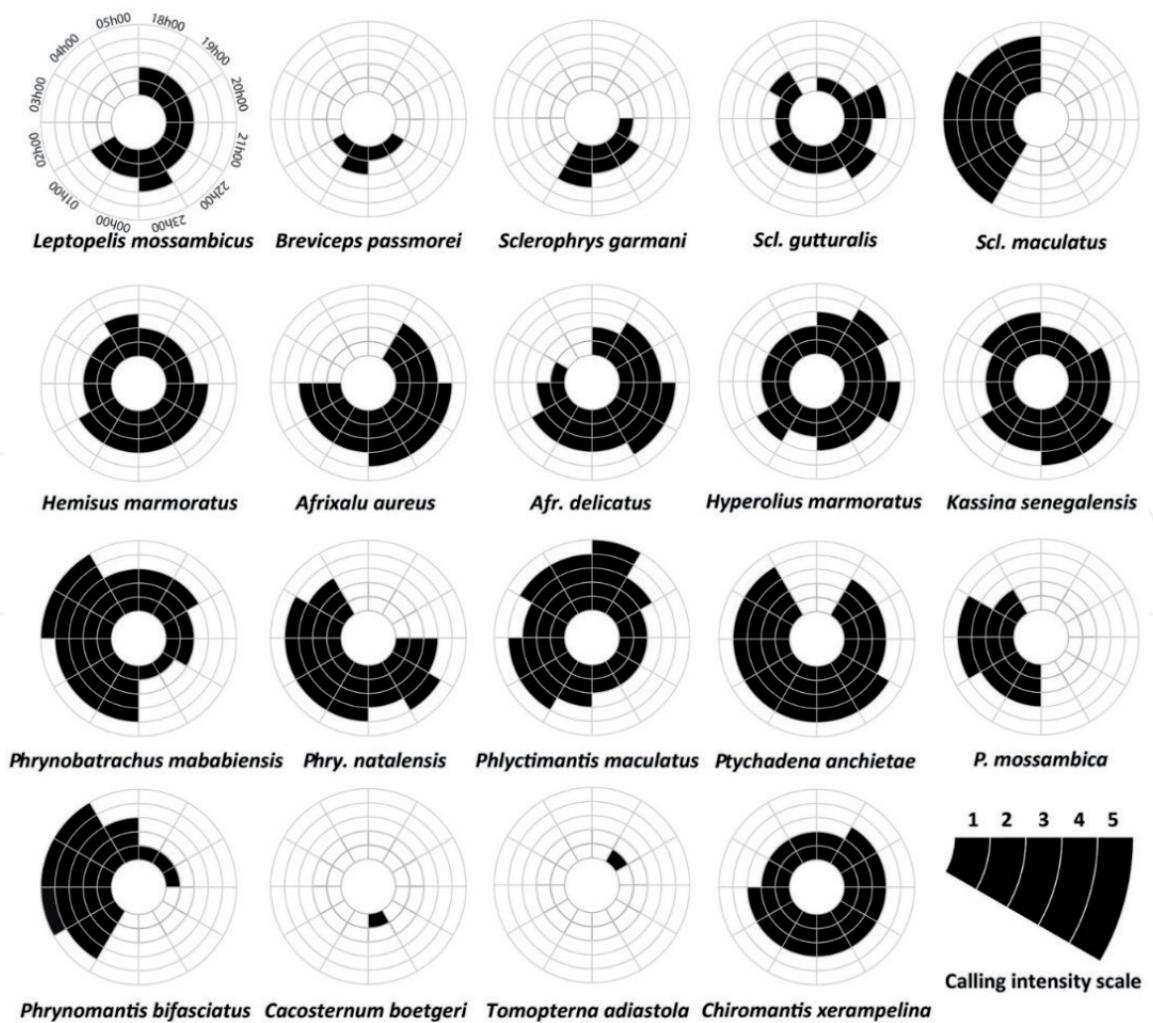 05h00
18h00
04h00
19h00
03h00
20h00
02h00
21h00
01h00
22h00
00h00
23h00
Leptopelis mossambicus
Breviceps passmorei
Sclerophrys garmani
Scl. gutturalis
Scl. maculatus
Hemisus marmoratus
Afrixalu aureus
Afr. delicatus
Hyperolius marmoratus
Kassina senegalensis
Phrynobatrachus mababiensis
Phry. natalensis
Phlyctimantis maculatus
Ptychadena anchietae
P. mossambica
1 2 3 4 5
Calling intensity scale
Phrynomantis bifasciatus
Cacosternum boetgeri
Tomopterna adiastola
Chiromantis xerampelina